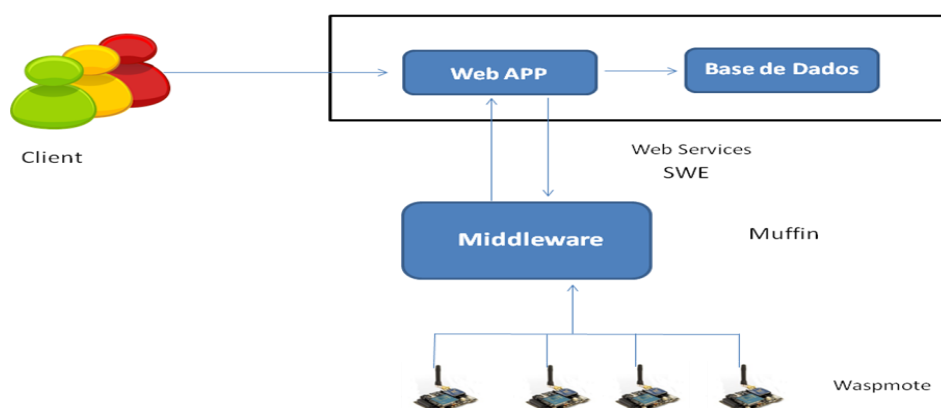 Web APP
Base de Dados
Client
Web Services
SWE
Middleware
Muffin
Waspmote